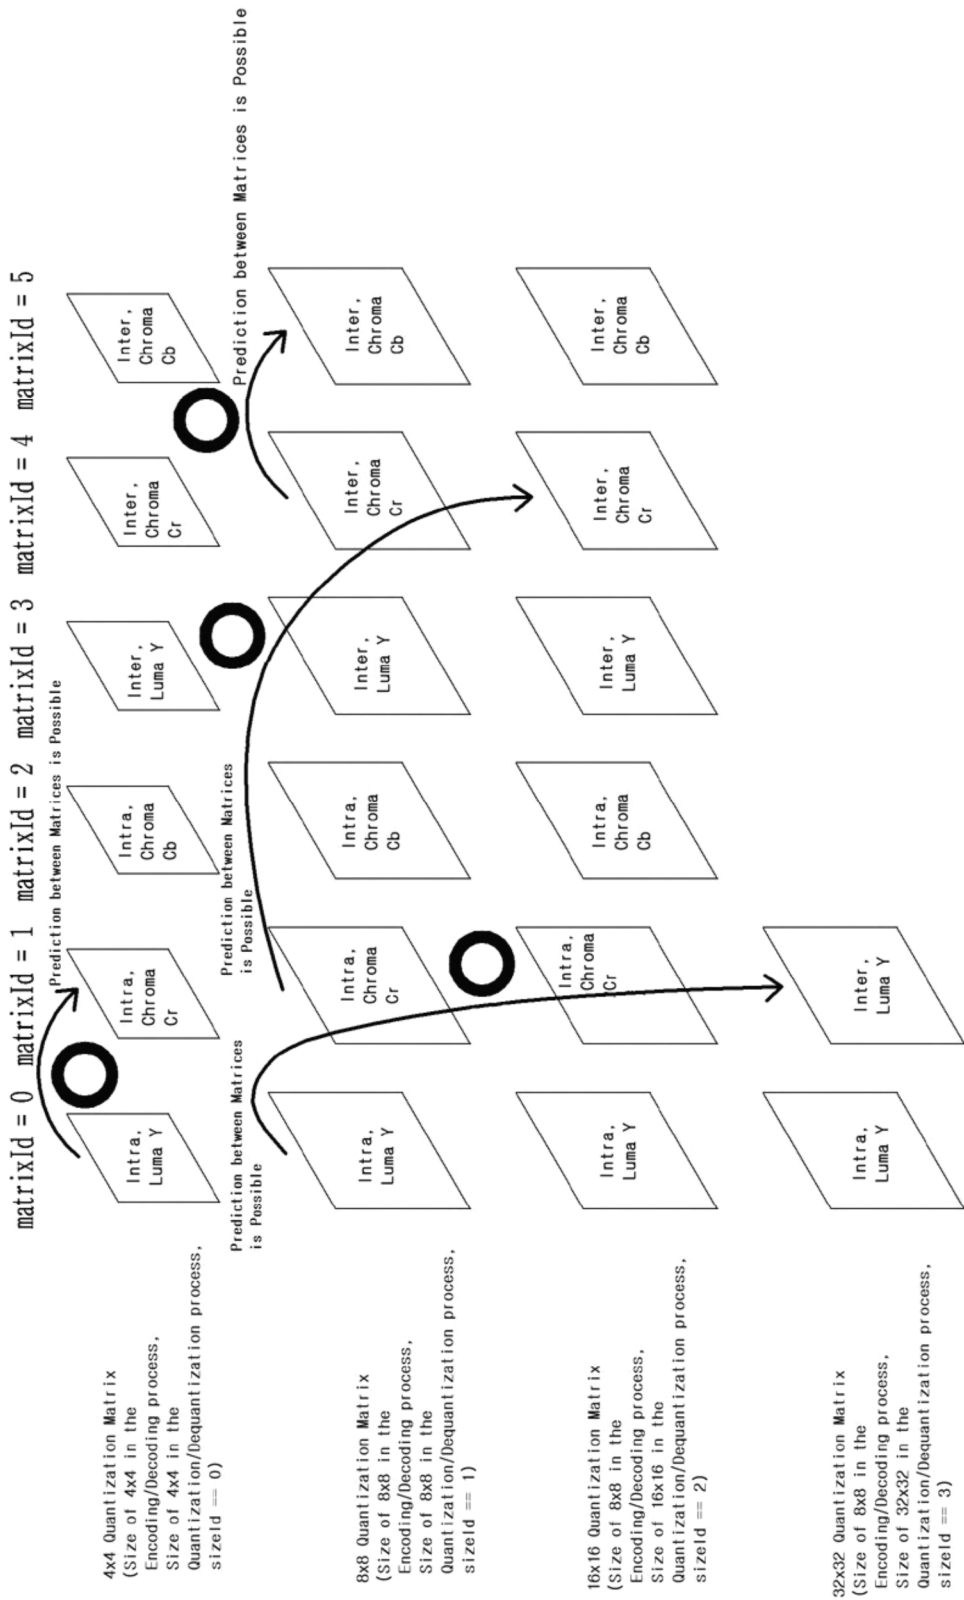 matrixId = 0 matrixId = 1 matrixId = 2 matrixId = 3 matrixId = 4 matrixId = 5
Prediction between Matrices is Possible
4x4 Quantization Matrix
(Size of 4x4 in the
Encoding/Decoding process,
Size of 4x4 in the
Quantization/Dequantization process,
sizeId == 0)
Intra,
Luma Y
Intra,
Chroma
Cr
Intra,
Chroma
Cb
Inter,
Luma Y
Inter,
Chroma
Cr
Inter,
Chroma
Cb
Prediction between Matrices
is Possible
Prediction between Matrices
is Possible
Prediction between Matrices is Possible
8x8 Quantization Matrix
(Size of 8x8 in the
Encoding/Decoding process,
Size of 8x8 in the
Quantization/Dequantization process,
sizeId == 1)
Intra,
Luma Y
Intra,
Chroma
Cr
Intra,
Chroma
Cb
Inter,
Luma Y
Inter,
Chroma
Cr
Inter,
Chroma
Cb
16x16 Quantization Matrix
(Size of 8x8 in the
Encoding/Decoding process,
Size of 16x16 in the
Quantization/Dequantization process,
sizeId == 2)
Intra,
Luma Y
Intra,
Chroma
Cr
Intra,
Chroma
Cb
Inter,
Luma Y
Inter,
Chroma
Cr
Inter,
Chroma
Cb
32x32 Quantization Matrix
(Size of 8x8 in the
Encoding/Decoding process,
Size of 32x32 in the
Quantization/Dequantization process,
sizeId == 3)
Intra,
Luma Y
Inter,
Luma Y